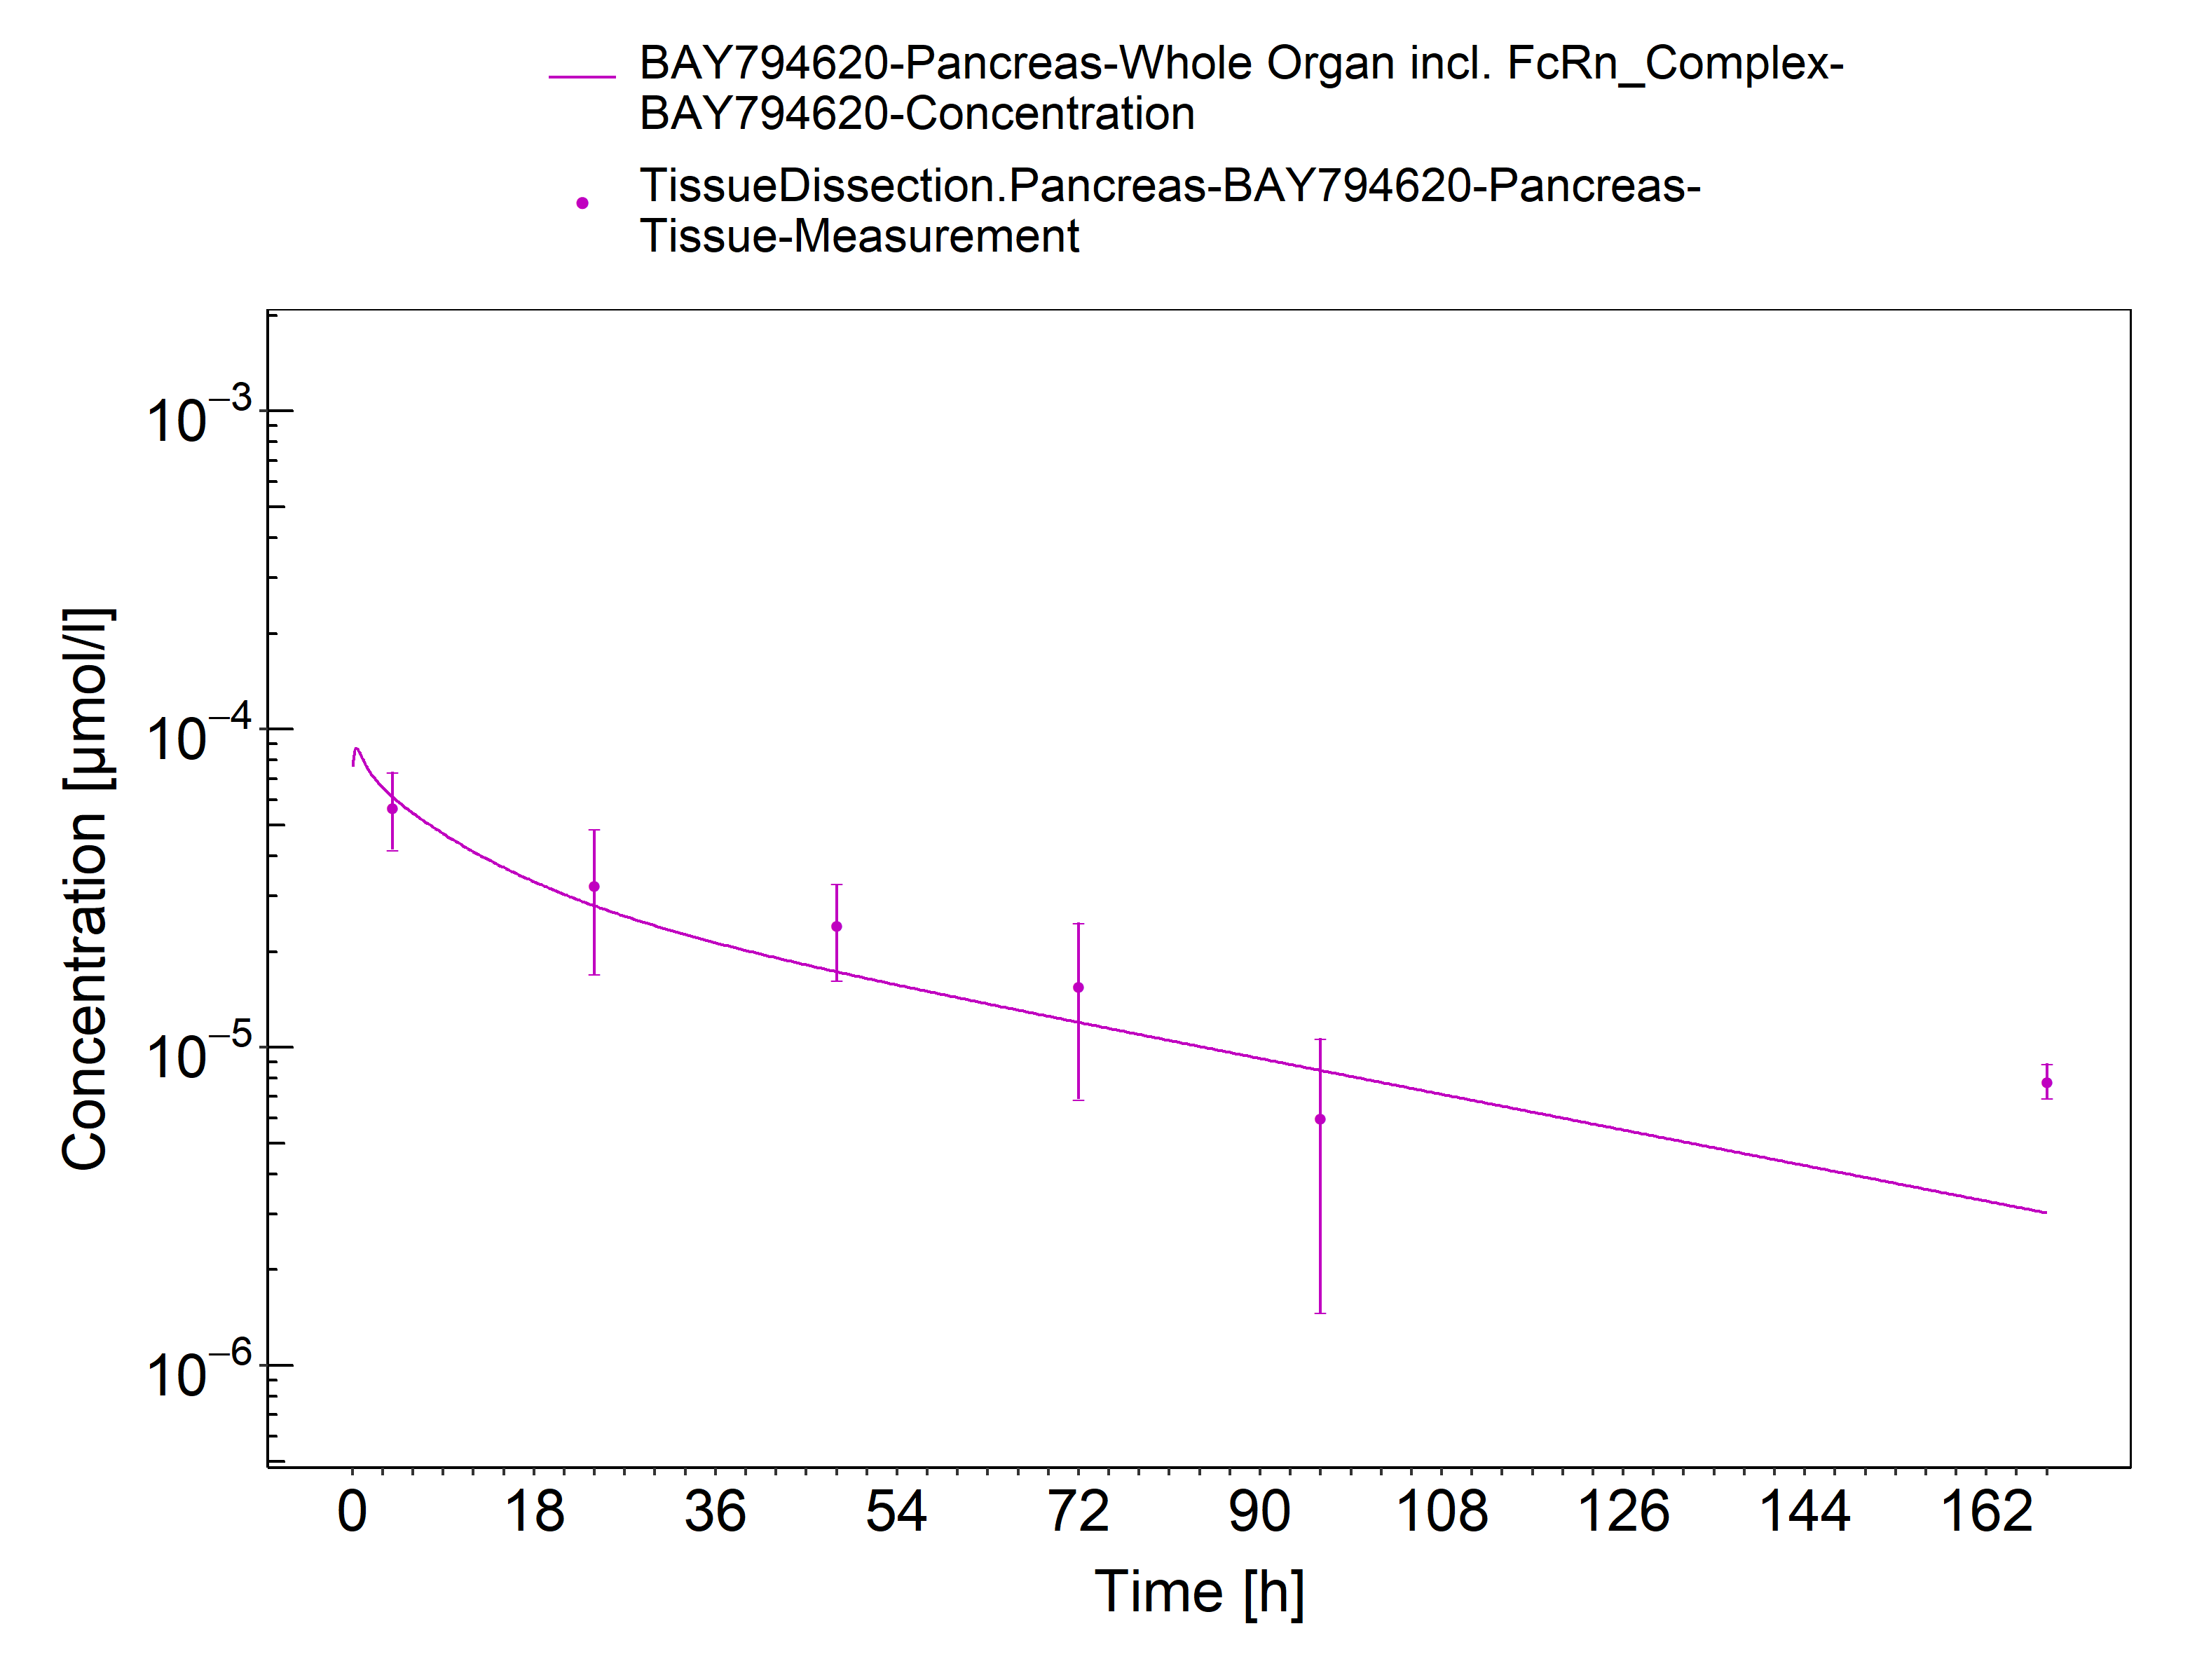 BAY794620-Pancreas-Whole Organ incl. FcRn_Complex-
BAY794620-Concentration
TissueDissection.Pancreas-BAY794620-Pancreas-
Tissue-Measurement
10⁻³
10⁻⁴
10⁻⁵
10⁻⁶
Concentration [µmol/l]
0 18 36 54 72 90 108 126 144 162
Time [h]